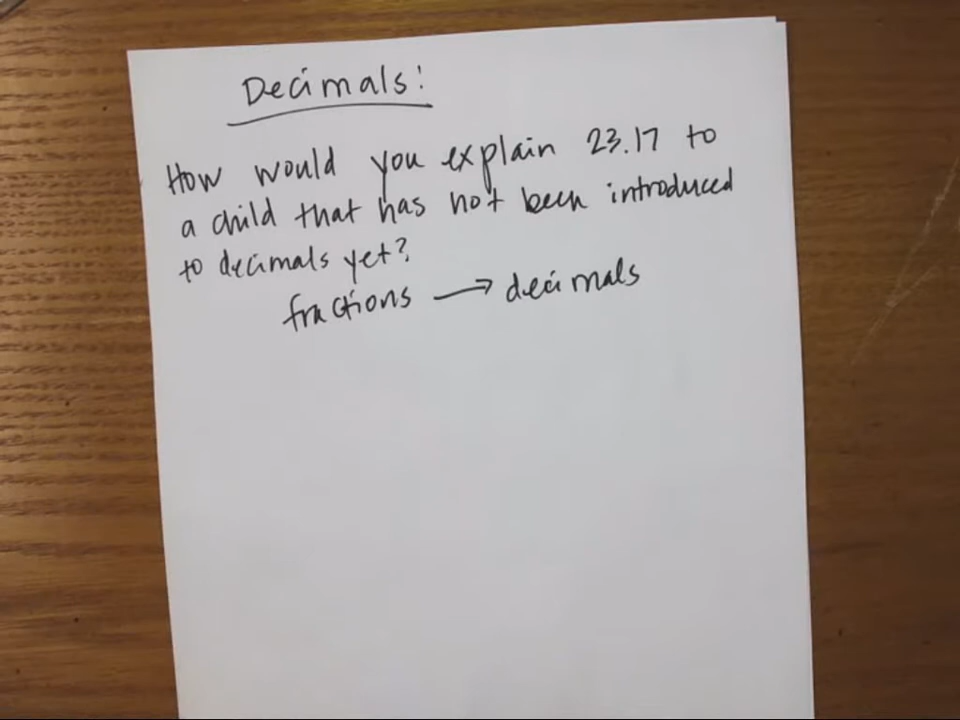 Decimals:
How would you explain 23.17 to
a child that has not been introduced
to decimals yet?
fractions → decimals